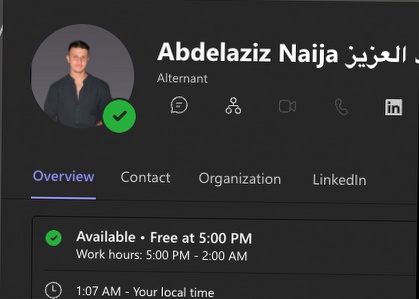 Abdelaziz Naija العزيز
Alternant
in
Overview Contact Organization LinkedIn
Available • Free at 5:00 PM
Work hours: 5:00 PM - 2:00 AM
1:07 AM - Your local time